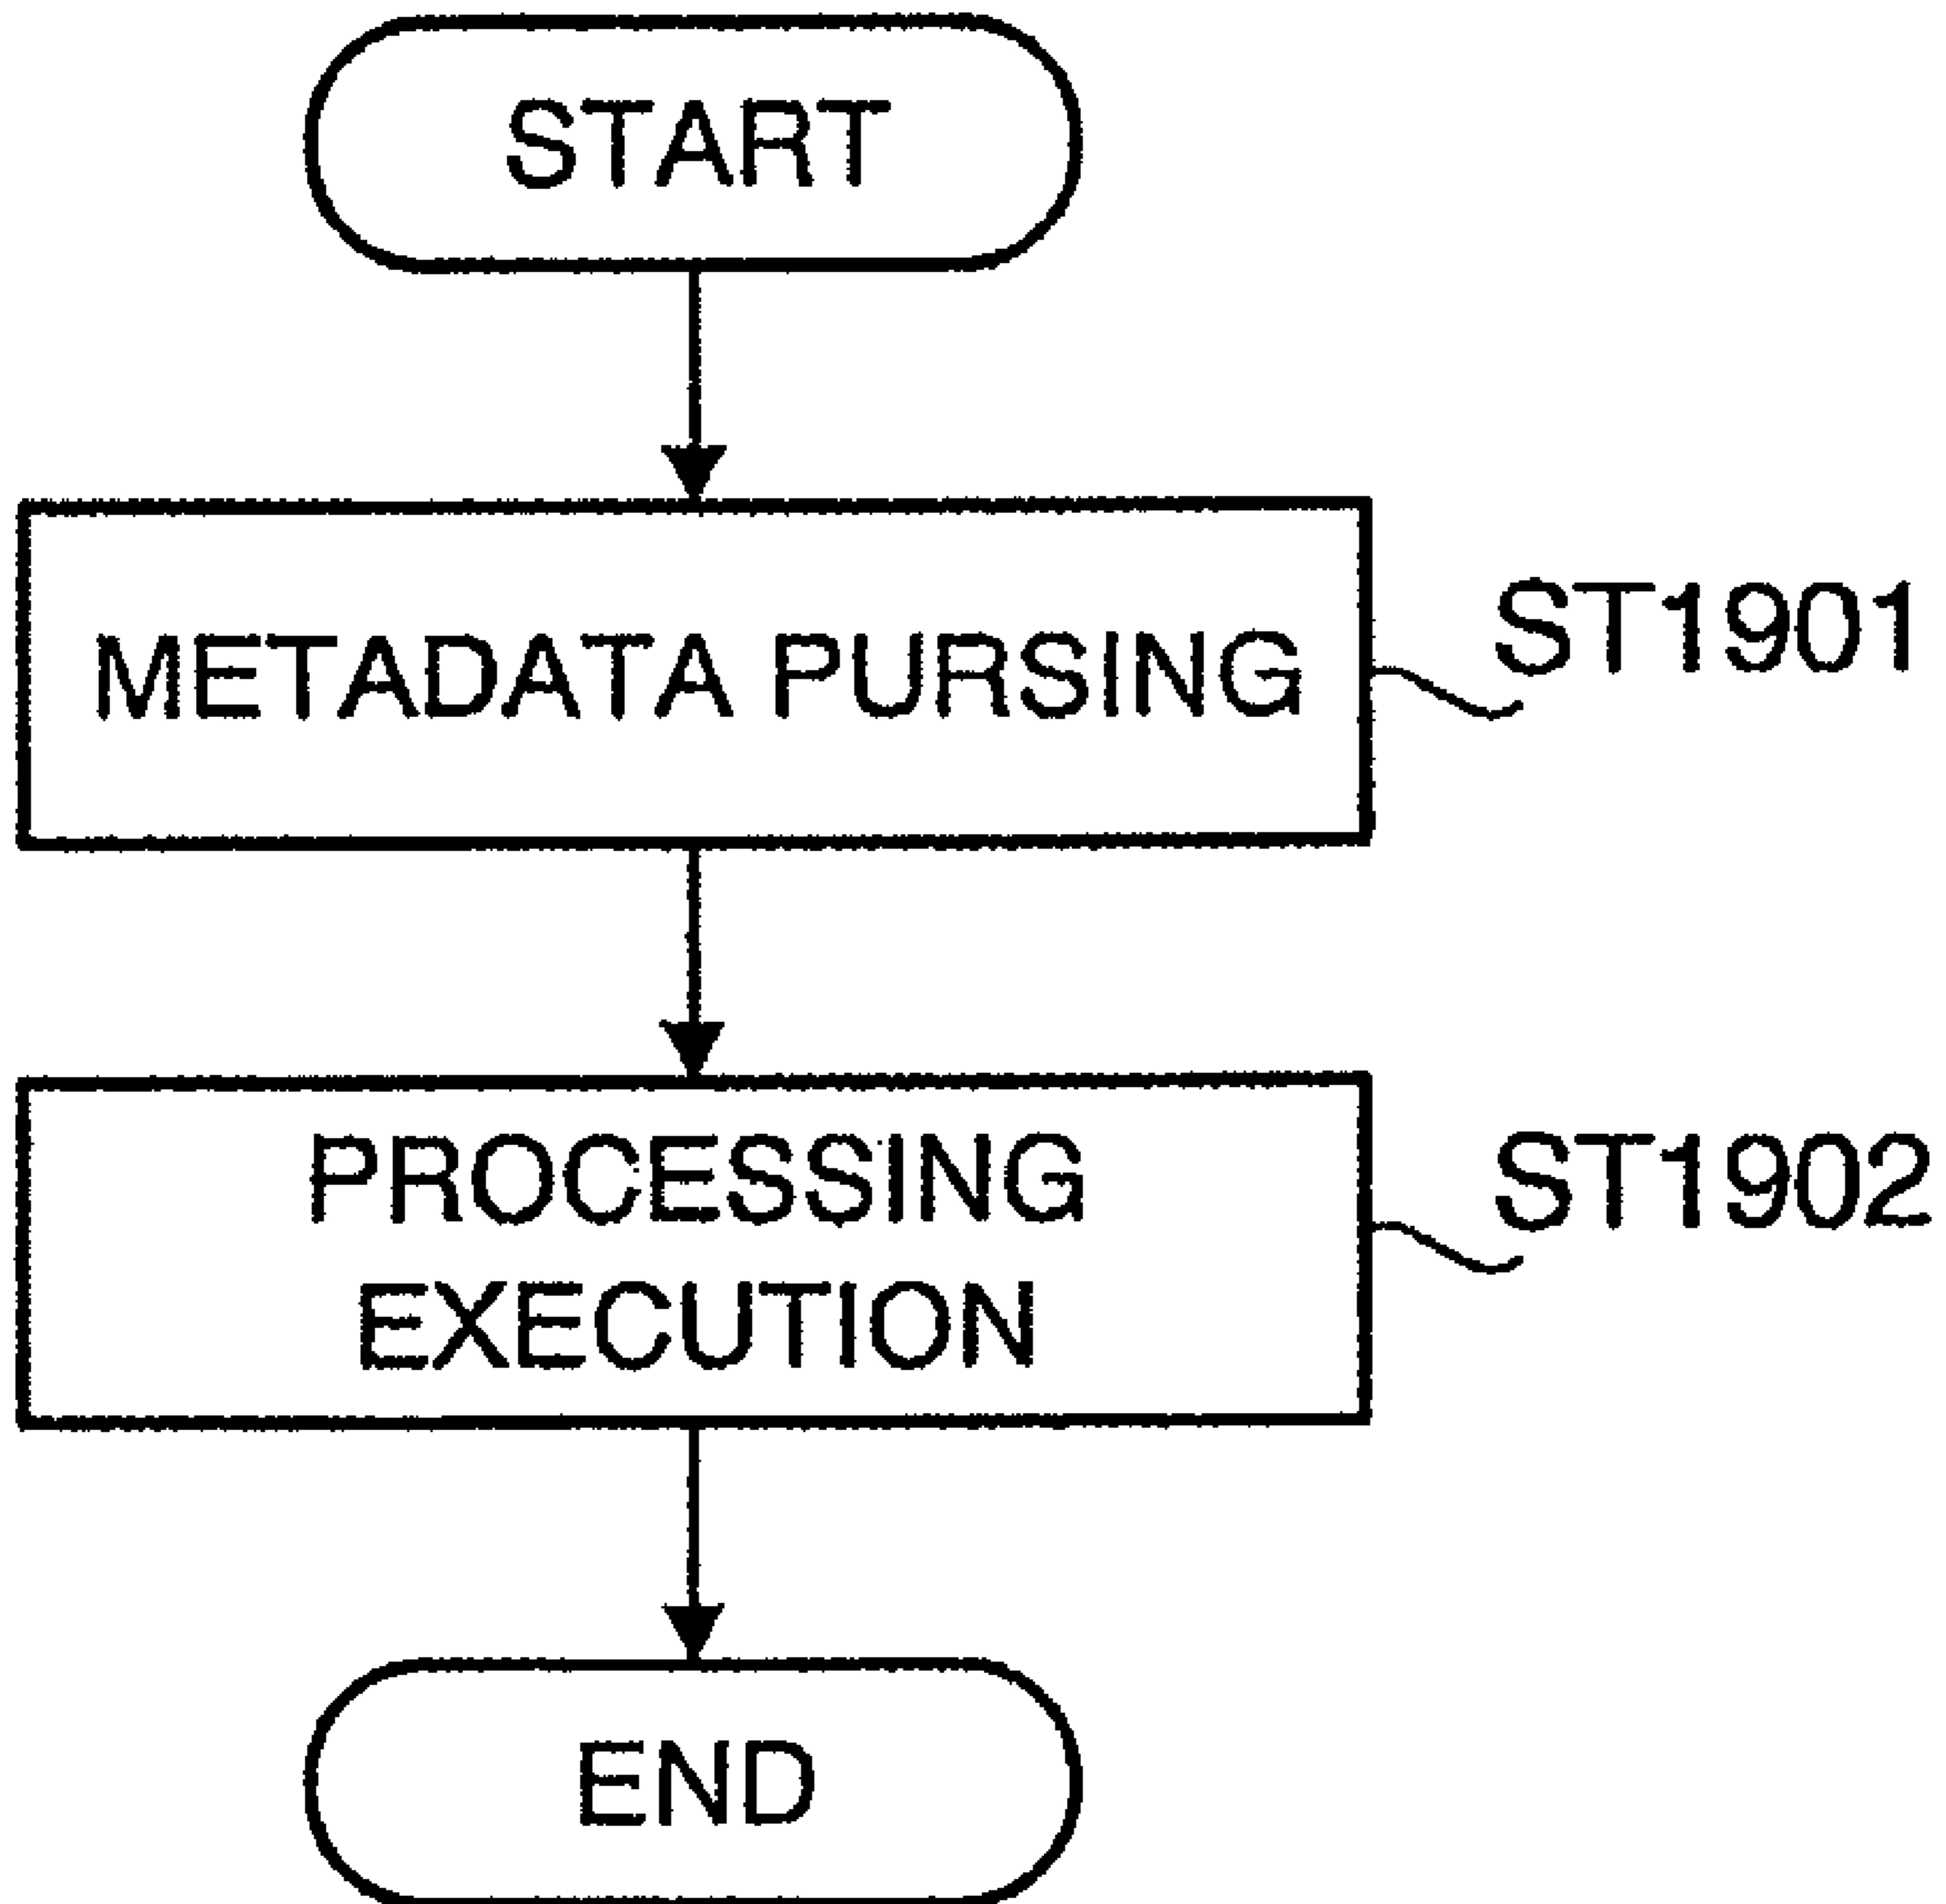 START
METADATA PURSING
ST1901
PROCESSING
EXECUTION
ST1902
END